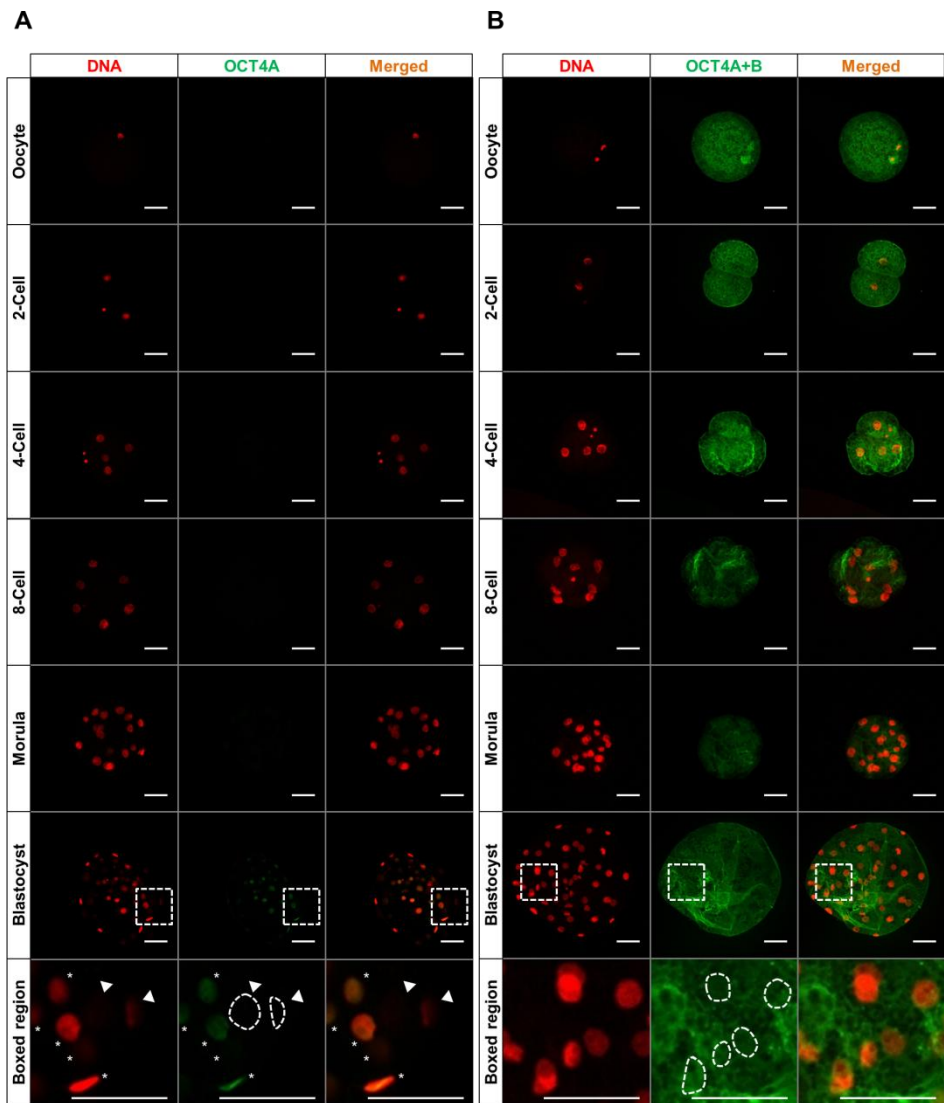 A
B
DNA OCT4A Merged
DNA OCT4A+B Merged
Oocyte
Oocyte
2-Cell
2-Cell
4-Cell
4-Cell
8-Cell
8-Cell
Morula
Morula
Blastocyst
Blastocyst
Boxed region
* * * * *
* * * * *
* * * * *
Boxed region